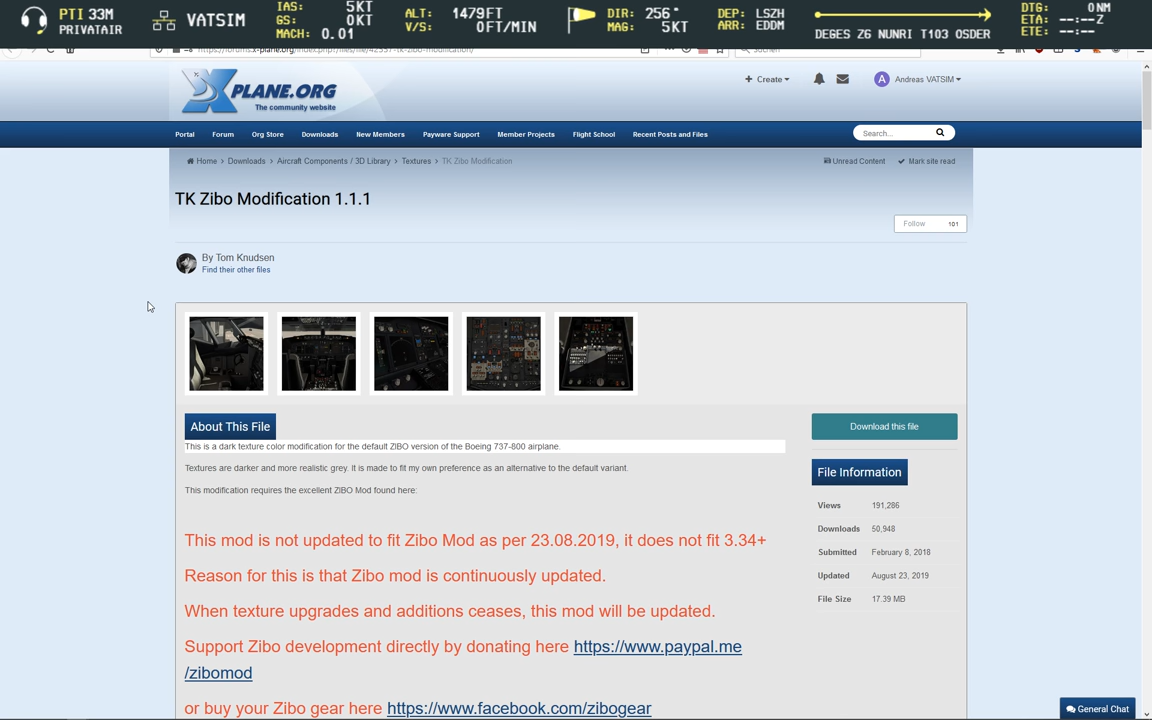 PTI 33M
PRIVATAIR
VATSIM
IAS: 5KT
GS: 0KT
MACH: 0.01
ALT: 1479FT
V/S: 0FT/MIN
DIR: 256°
MAG: 5KT
DEP: LSZH
ARR: EDDM
DEGES Z6 NUNRI T103 OSDER
DTG: 0NM
ETA: --:--Z
ETE: --:--
PLANE.ORG
The community website
+ Create
Andreas VATSIM
A
Portal Forum Org Store Downloads New Members Payware Support Member Projects Flight School Recent Posts and Files
Search...
Home > Downloads > Aircraft Components / 3D Library > Textures > TK Zibo Modification
Unread Content Mark site read
TK Zibo Modification 1.1.1
Follow 101
By Tom Knudsen
Find their other files
About This File
This is a dark texture color modification for the default ZIBO version of the Boeing 737-800 airplane.
Textures are darker and more realistic grey. It is made to fit my own preference as an alternative to the default variant.
This modification requires the excellent ZIBO Mod found here:
This mod is not updated to fit Zibo Mod as per 23.08.2019, it does not fit 3.34+
Reason for this is that Zibo mod is continuously updated.
When texture upgrades and additions ceases, this mod will be updated.
Support Zibo development directly by donating here https://www.paypal.me
/zibomod
or buy your Zibo gear here https://www.facebook.com/zibogear
Download this file
File Information
Views 191,286
Downloads 50,948
Submitted February 8, 2018
Updated August 23, 2019
File Size 17.39 MB
General Chat